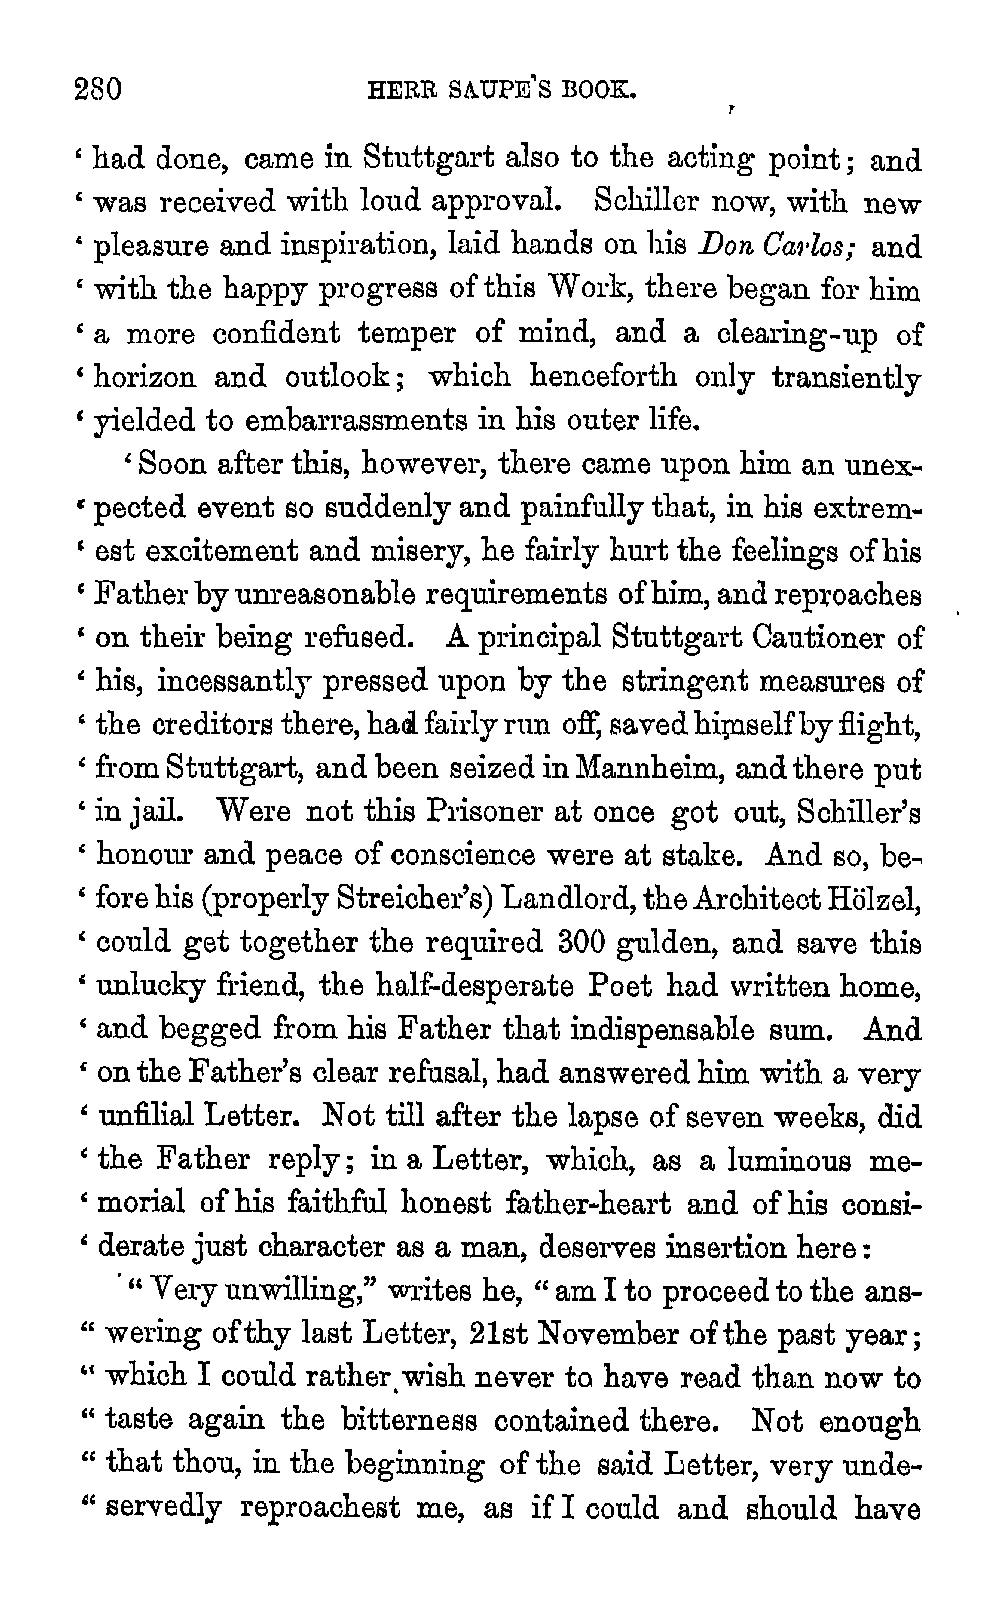 280 HERR SAUPE'S BOOK.
‘ had done, came in Stuttgart also to the acting point; and
‘ was received with loud approval. Schiller now, with new
‘ pleasure and inspiration, laid hands on his Don Carlos; and
‘ with the happy progress of this Work, there began for him
‘ a more confident temper of mind, and a clearing-up of
‘ horizon and outlook; which henceforth only transiently
‘ yielded to embarrassments in his outer life.
‘ Soon after this, however, there came upon him an unex-
‘ pected event so suddenly and painfully that, in his extrem-
‘ est excitement and misery, he fairly hurt the feelings of his
‘ Father by unreasonable requirements of him, and reproaches
‘ on their being refused. A principal Stuttgart Cautioner of
‘ his, incessantly pressed upon by the stringent measures of
‘ the creditors there, had fairly run off, saved himself by flight,
‘ from Stuttgart, and been seized in Mannheim, and there put
‘ in jail. Were not this Prisoner at once got out, Schiller’s
‘ honour and peace of conscience were at stake. And so, be-
‘ fore his (properly Streicher’s) Landlord, the Architect Hölzel,
‘ could get together the required 300 gulden, and save this
‘ unlucky friend, the half-desperate Poet had written home,
‘ and begged from his Father that indispensable sum. And
‘ on the Father’s clear refusal, had answered him with a very
‘ unfilial Letter. Not till after the lapse of seven weeks, did
‘ the Father reply; in a Letter, which, as a luminous me-
‘ morial of his faithful honest father-heart and of his consi-
‘ derate just character as a man, deserves insertion here:
‘ “ Very unwilling,” writes he, “ am I to proceed to the ans-
“ wering of thy last Letter, 21st November of the past year;
“ which I could rather wish never to have read than now to
“ taste again the bitterness contained there. Not enough
“ that thou, in the beginning of the said Letter, very unde-
“ servedly reproachest me, as if I could and should have